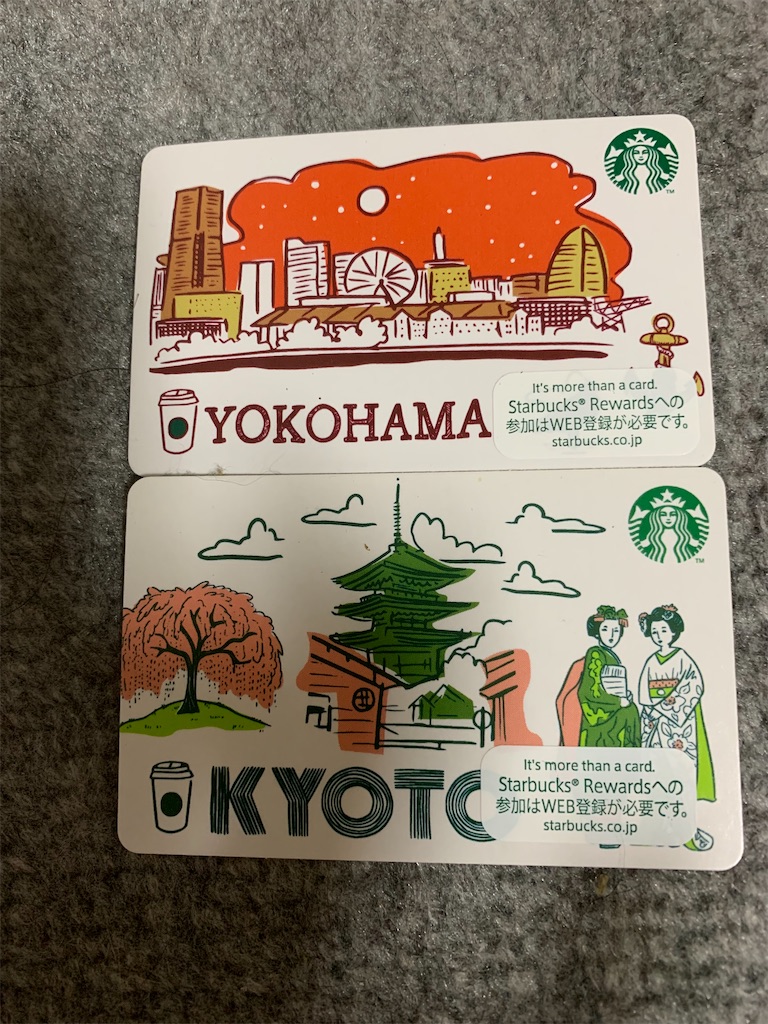 YOKOHAMA
It's more than a card.
Starbucks® Rewardsへの
参加はWEB登録が必要です。
starbucks.co.jp
KYOTO
It's more than a card.
Starbucks® Rewardsへの
参加はWEB登録が必要です。
starbucks.co.jp